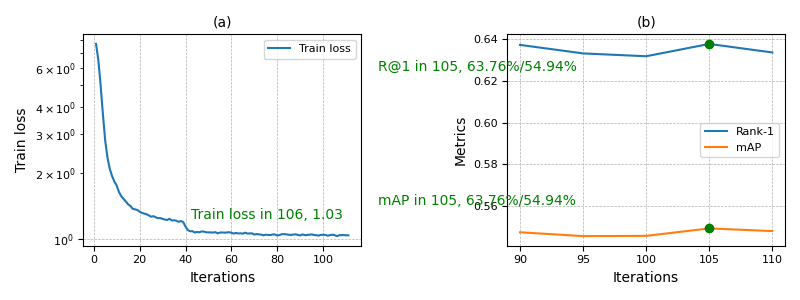 (a)
Train loss
Train loss
6×10⁰
4×10⁰
3×10⁰
2×10⁰
10⁰
Train loss in 106, 1.03
0 20 40 60 80 100
Iterations
(b)
R@1 in 105, 63.76%/54.94%
mAP in 105, 63.76%/54.94%
Metrics
0.64
0.62
0.60
0.58
0.56
Rank-1
mAP
90 95 100 105 110
Iterations